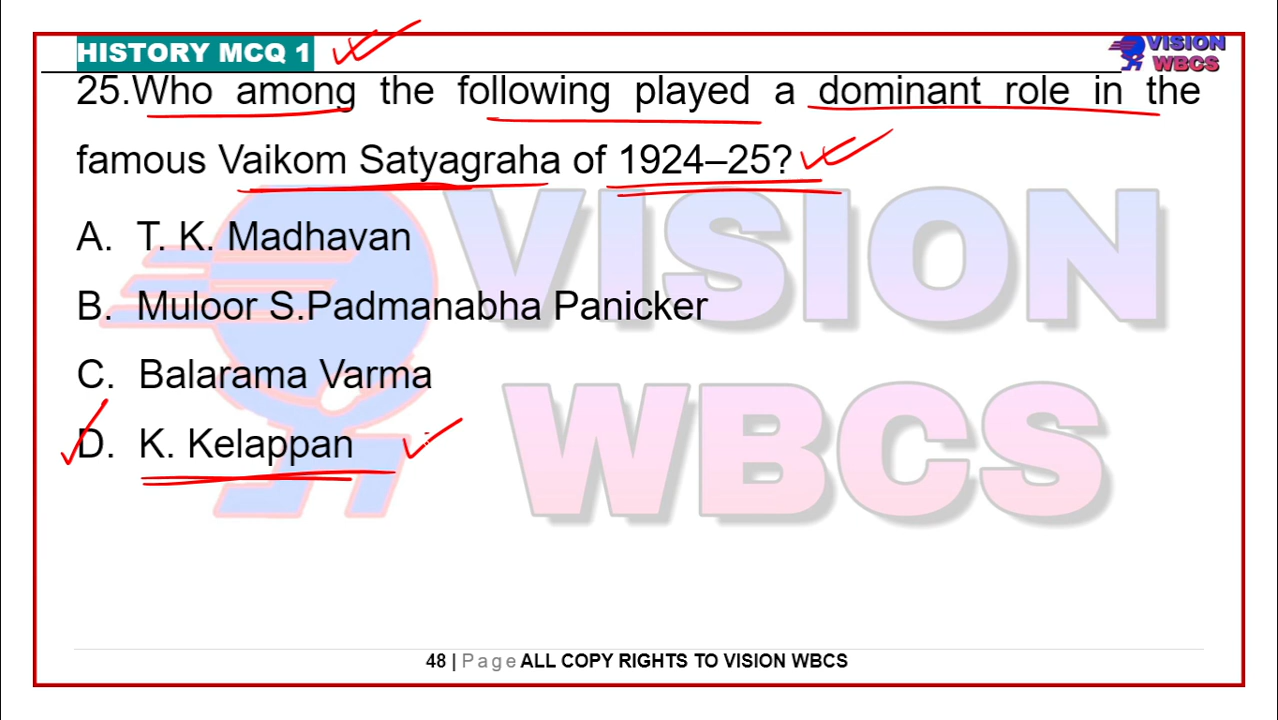 HISTORY MCQ 1
VISION
WBCS
25.Who among the following played a dominant role in the
famous Vaikom Satyagraha of 1924–25?
A. T. K. Madhavan
B. Muloor S.Padmanabha Panicker
C. Balarama Varma
D. K. Kelappan
VISION
WBCS
48 | Page ALL COPY RIGHTS TO VISION WBCS